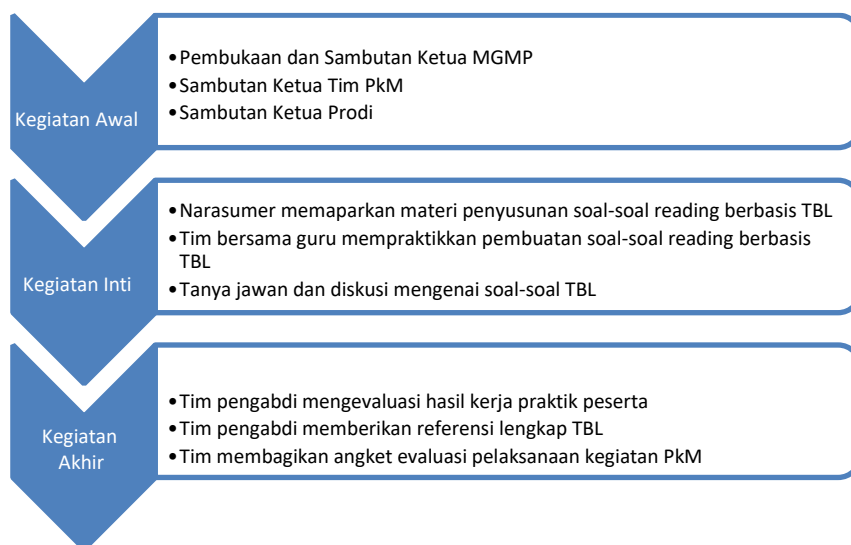 Kegiatan Awal
•Pembukaan dan Sambutan Ketua MGMP
•Sambutan Ketua Tim PkM
•Sambutan Ketua Prodi
Kegiatan Inti
•Narasumer memaparkan materi penyusunan soal-soal reading berbasis TBL
•Tim bersama guru mempraktikkan pembuatan soal-soal reading berbasis
TBL
•Tanya jawan dan diskusi mengenai soal-soal TBL
Kegiatan
Akhir
•Tim pengabdi mengevaluasi hasil kerja praktik peserta
•Tim pengabdi memberikan referensi lengkap TBL
•Tim membagikan angket evaluasi pelaksanaan kegiatan PkM